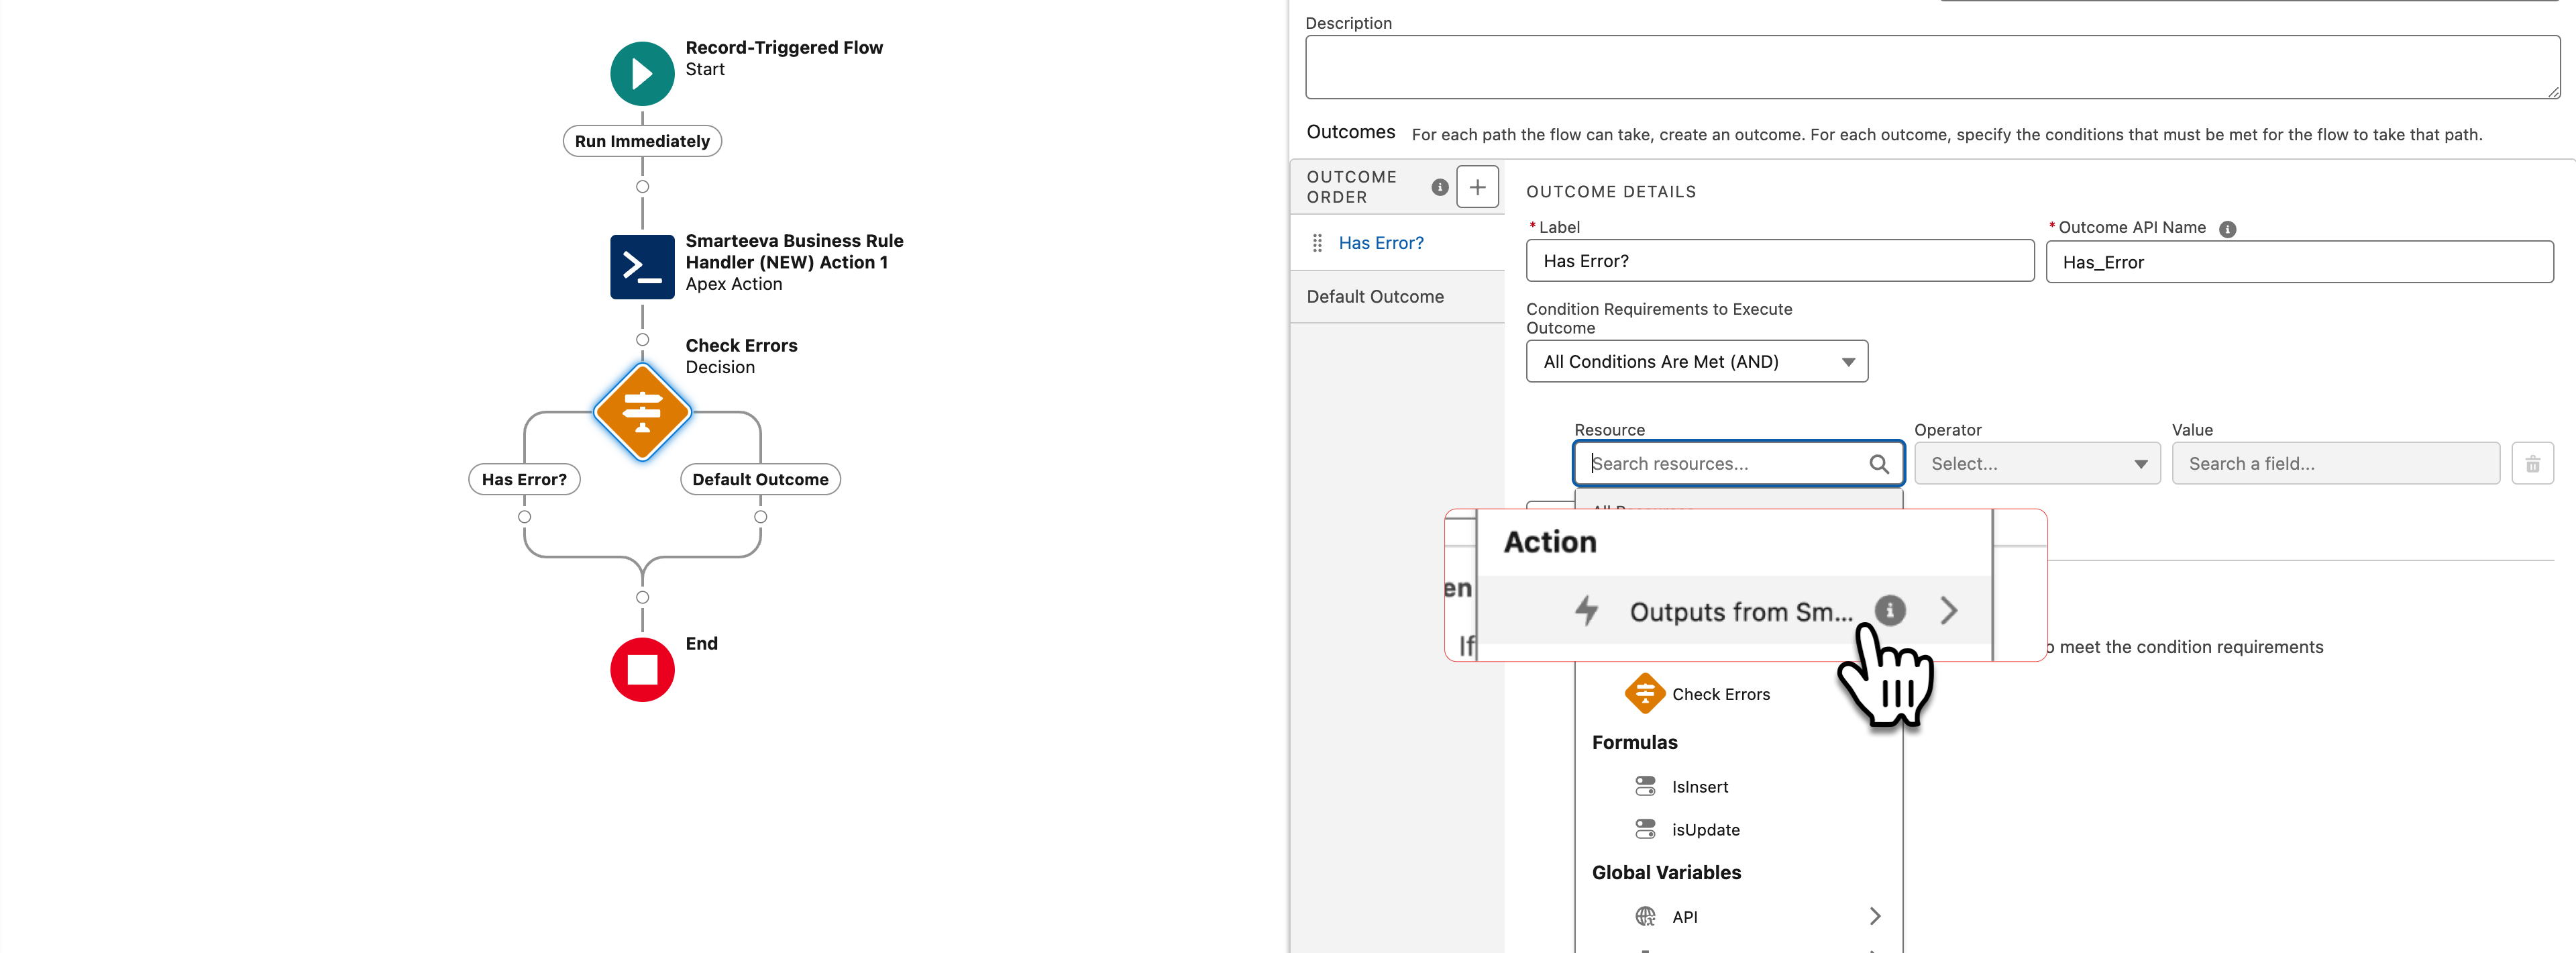 Record-Triggered Flow
Start
Run Immediately
Smarteeva Business Rule
Handler (NEW) Action 1
Apex Action
Check Errors
Decision
Has Error?
Default Outcome
End
Description
Outcomes For each path the flow can take, create an outcome. For each outcome, specify the conditions that must be met for the flow to take that path.
OUTCOME
ORDER
Has Error?
Default Outcome
OUTCOME DETAILS
* Label
Has Error?
* Outcome API Name
Has_Error
Condition Requirements to Execute
Outcome
All Conditions Are Met (AND)
Resource
Search resources...
Operator
Select...
Value
Search a field...
Action
en
Outputs from Sm...
If
meet the condition requirements
Check Errors
Formulas
IsInsert
isUpdate
Global Variables
API